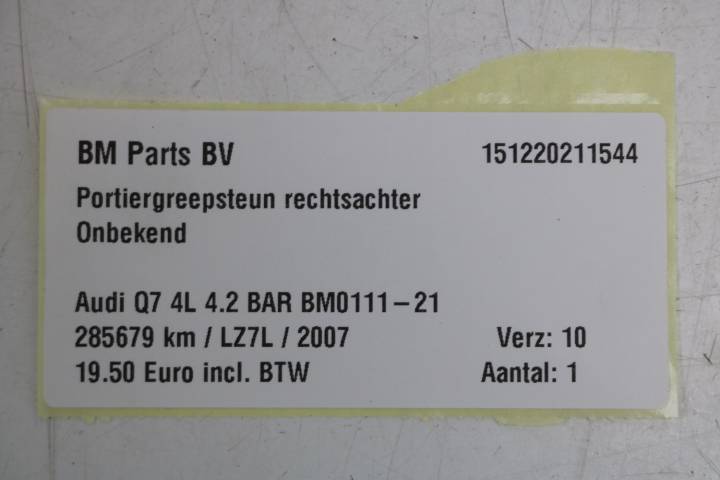 BM Parts BV 151220211544
Portiergreepsteun rechtsachter
Onbekend
Audi Q7 4L 4.2 BAR BM0111-21
285679 km / LZ7L / 2007 Verz: 10
19.50 Euro incl. BTW Aantal: 1